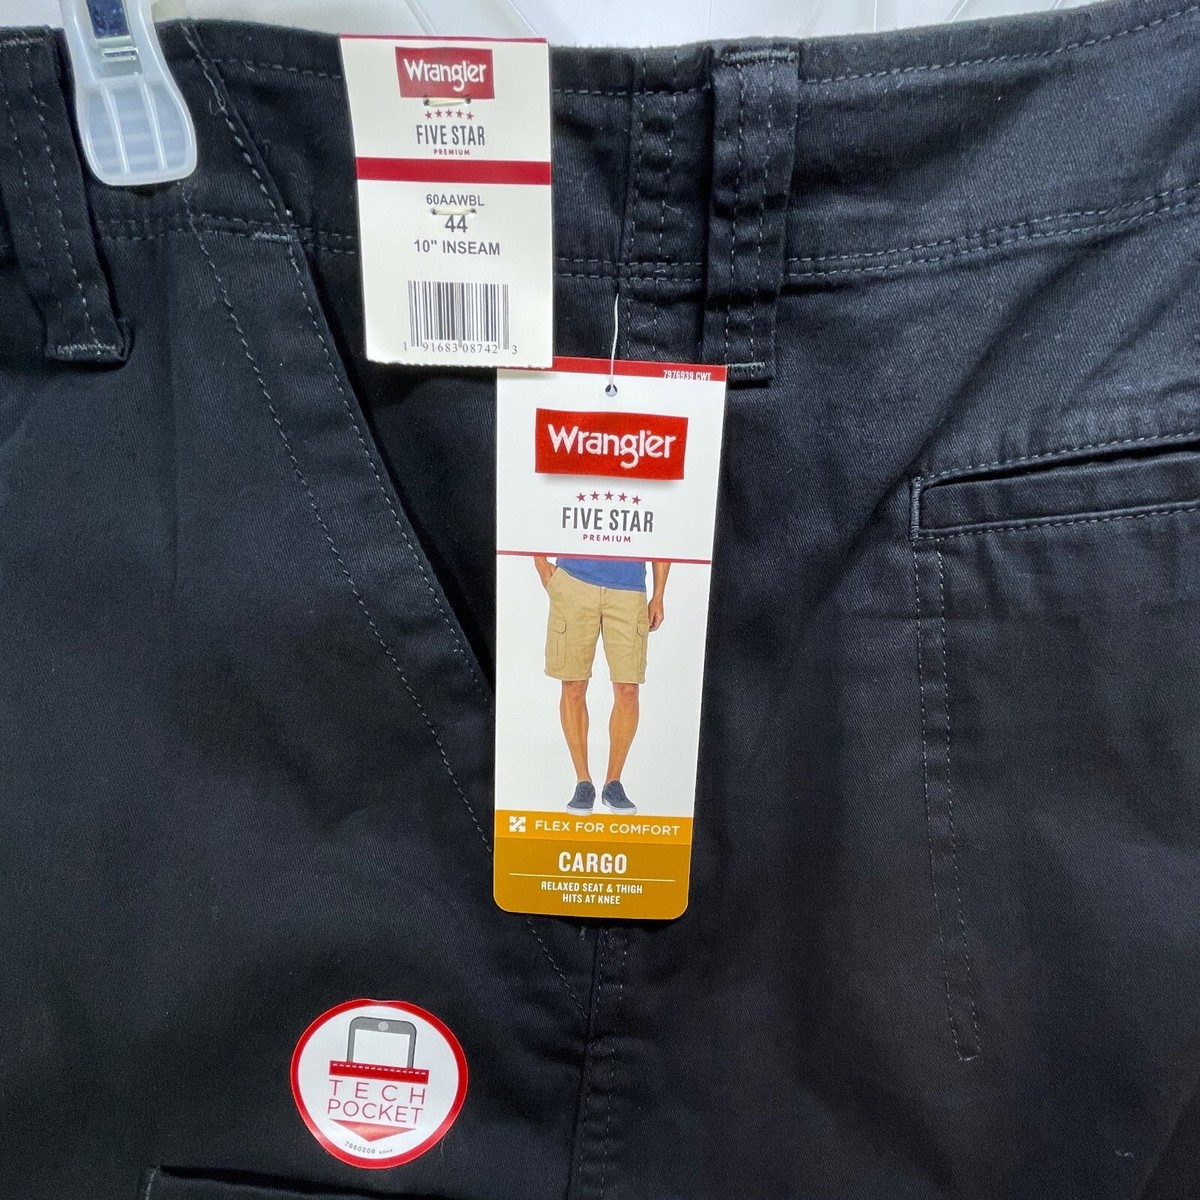 Wrangler
FIVE STAR
PREMIUM
60AAWBL
44
10" INSEAM
1 91683 08742 3
7976939 CWT
Wrangler
FIVE STAR
PREMIUM
FLEX FOR COMFORT
CARGO
RELAXED SEAT & THIGH
HITS AT KNEE
TECH
POCKET